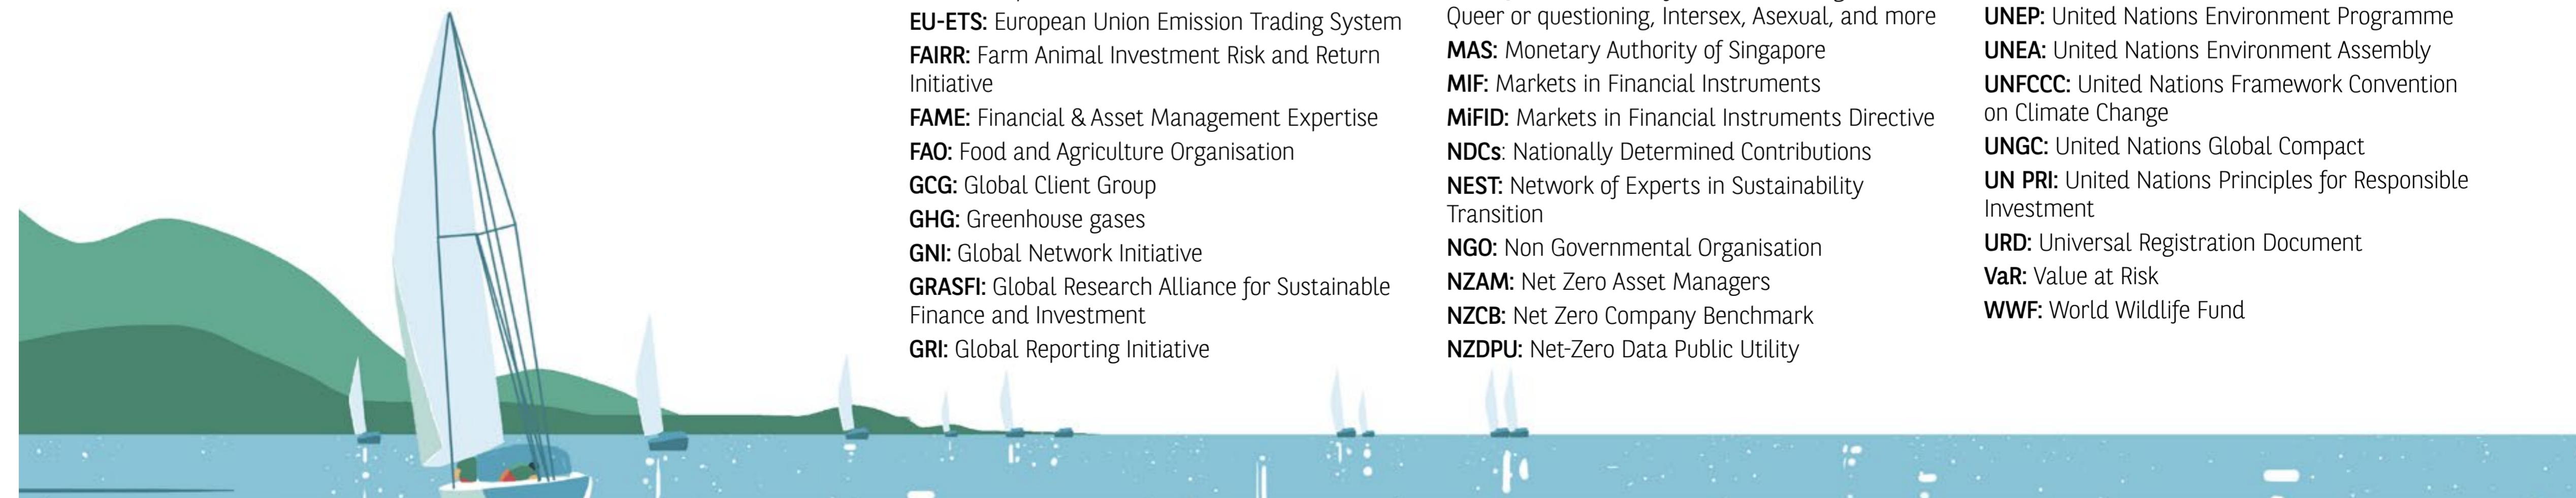 EU-ETS: European Union Emission Trading System
FAIRR: Farm Animal Investment Risk and Return
Initiative
FAME: Financial & Asset Management Expertise
FAO: Food and Agriculture Organisation
GCG: Global Client Group
GHG: Greenhouse gases
GNI: Global Network Initiative
GRASFI: Global Research Alliance for Sustainable
Finance and Investment
GRI: Global Reporting Initiative
Queer or questioning, Intersex, Asexual, and more
MAS: Monetary Authority of Singapore
MIF: Markets in Financial Instruments
MiFID: Markets in Financial Instruments Directive
NDCs: Nationally Determined Contributions
NEST: Network of Experts in Sustainability
Transition
NGO: Non Governmental Organisation
NZAM: Net Zero Asset Managers
NZCB: Net Zero Company Benchmark
NZDPU: Net-Zero Data Public Utility
UNEP: United Nations Environment Programme
UNEA: United Nations Environment Assembly
UNFCCC: United Nations Framework Convention
on Climate Change
UNGC: United Nations Global Compact
UN PRI: United Nations Principles for Responsible
Investment
URD: Universal Registration Document
VaR: Value at Risk
WWF: World Wildlife Fund